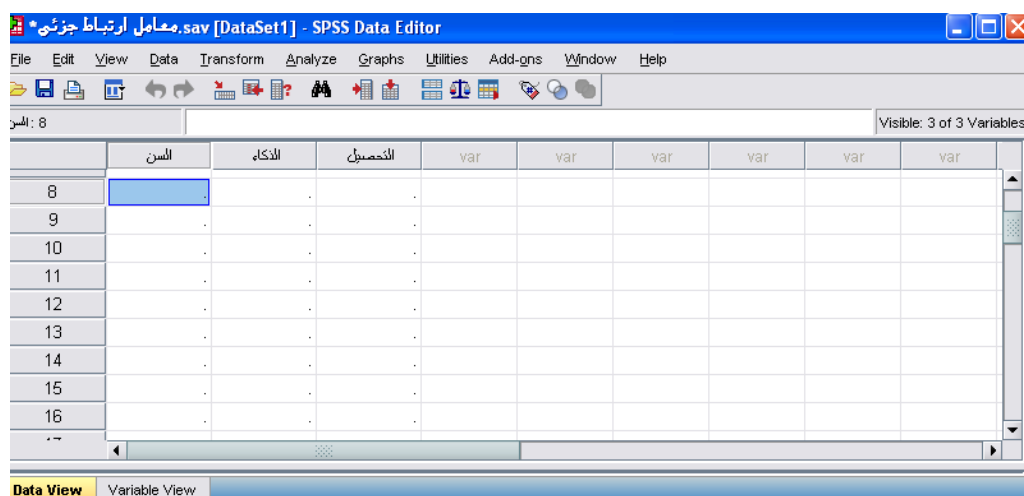 *معامل ارتباط جزئي.sav [DataSet1] - SPSS Data Editor
File Edit View Data Transform Analyze Graphs Utilities Add-ons Window Help
8 : السن
Visible: 3 of 3 Variables
السن الذكاء التحصيل var var var var var var
8 . . .
9 . . .
10 . . .
11 . . .
12 . . .
13 . . .
14 . . .
15 . . .
16 . . .
Data View Variable View